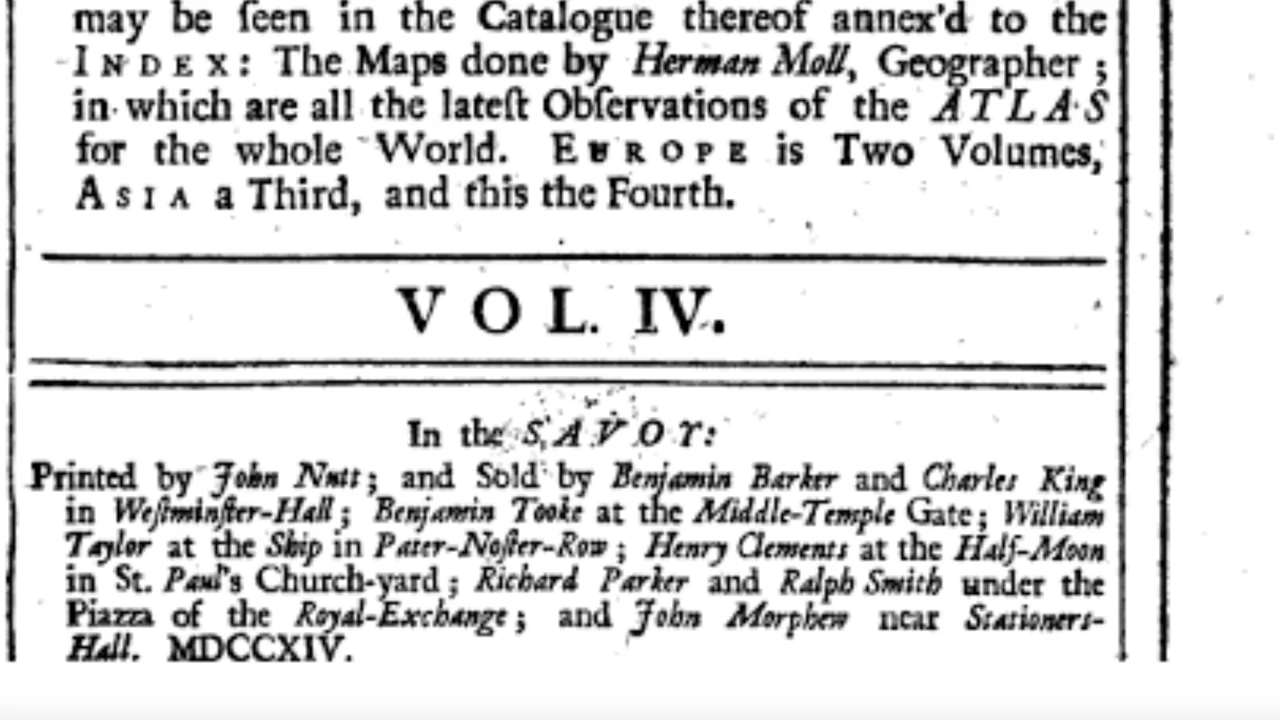 may be ſeen in the Catalogue thereof annex'd to the
INDEX: The Maps done by Herman Moll, Geographer;
in which are all the lateſt Obſervations of the ATLAS
for the whole World. EUROPE is Two Volumes,
ASIA a Third, and this the Fourth.
VOL. IV.
In the SAVOY:
Printed by John Nutt; and Sold by Benjamin Barker and Charles King
in Weſtminſter-Hall; Benjamin Tooke at the Middle-Temple Gate; William
Taylor at the Ship in Pater-Noſter-Row; Henry Clements at the Half-Moon
in St. Paul's Church-yard; Richard Parker and Ralph Smith under the
Piazza of the Royal-Exchange; and John Morphew near Stationers-
Hall. MDCCXIV.